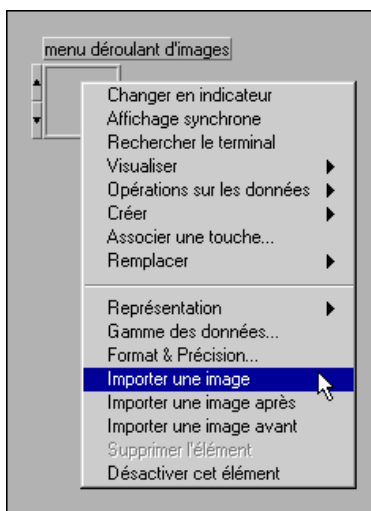 menu déroulant d'images
Changer en indicateur
Affichage synchrone
Rechercher le terminal
Visualiser
Opérations sur les données
Créer
Associer une touche...
Remplacer
Représentation
Gamme des données...
Format & Précision...
Importer une image
Importer une image après
Importer une image avant
Supprimer l'élément
Désactiver cet élément